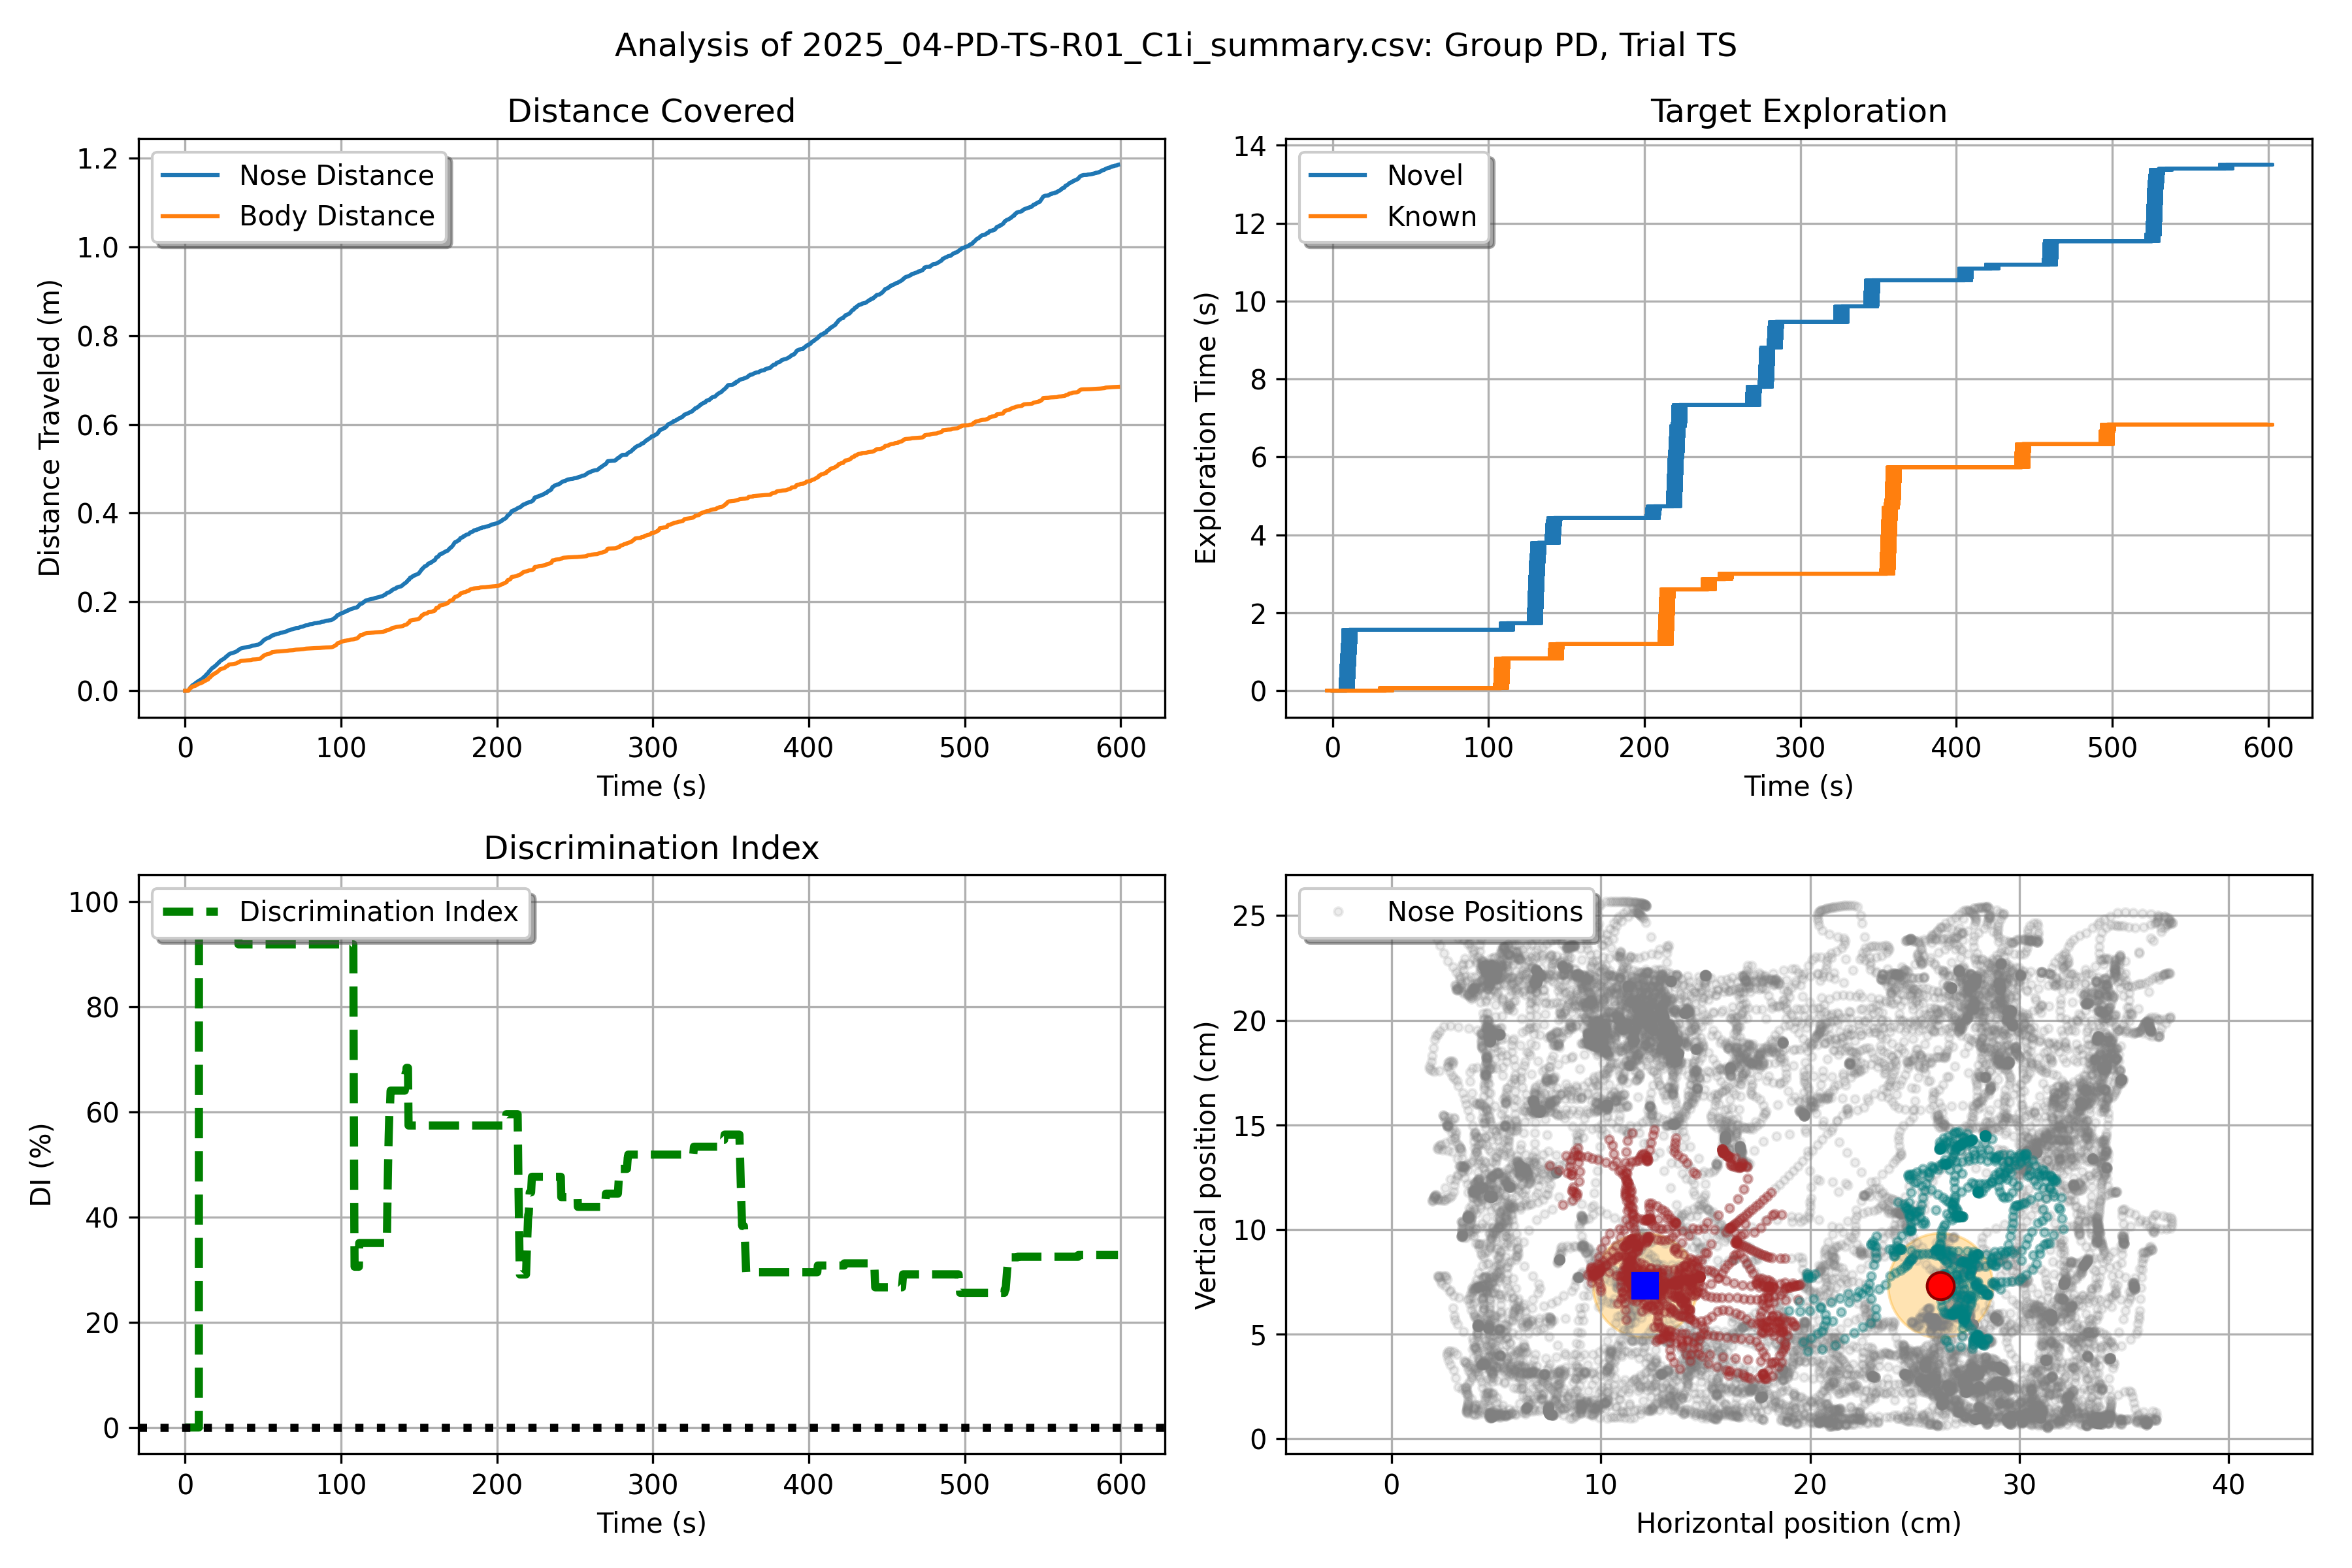 Analysis of 2025_04-PD-TS-R01_C1i_summary.csv: Group PD, Trial TS
Distance Covered
Nose Distance
Body Distance
Distance Traveled (m)
1.2
1.0
0.8
0.6
0.4
0.2
0.0
0 100 200 300 400 500 600
Time (s)
Target Exploration
Novel
Known
Exploration Time (s)
14
12
10
8
6
4
2
0
0 100 200 300 400 500 600
Time (s)
Discrimination Index
Discrimination Index
DI (%)
100
80
60
40
20
0
0 100 200 300 400 500 600
Time (s)
Nose Positions
Vertical position (cm)
25
20
15
10
5
0
0 10 20 30 40
Horizontal position (cm)